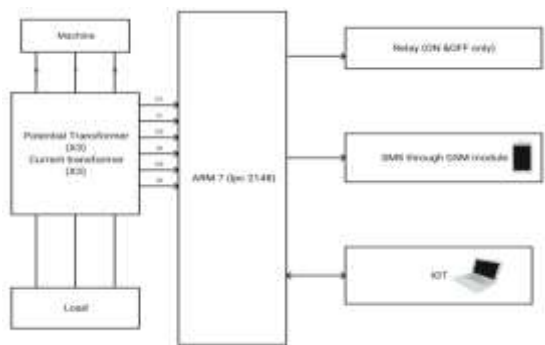 Machine
Potential Transformer
(X3)
Current transformer
(X3)
ARM 7 (lpc 2148)
Load
Relay (ON &OFF only)
SMS through GSM module
IOT